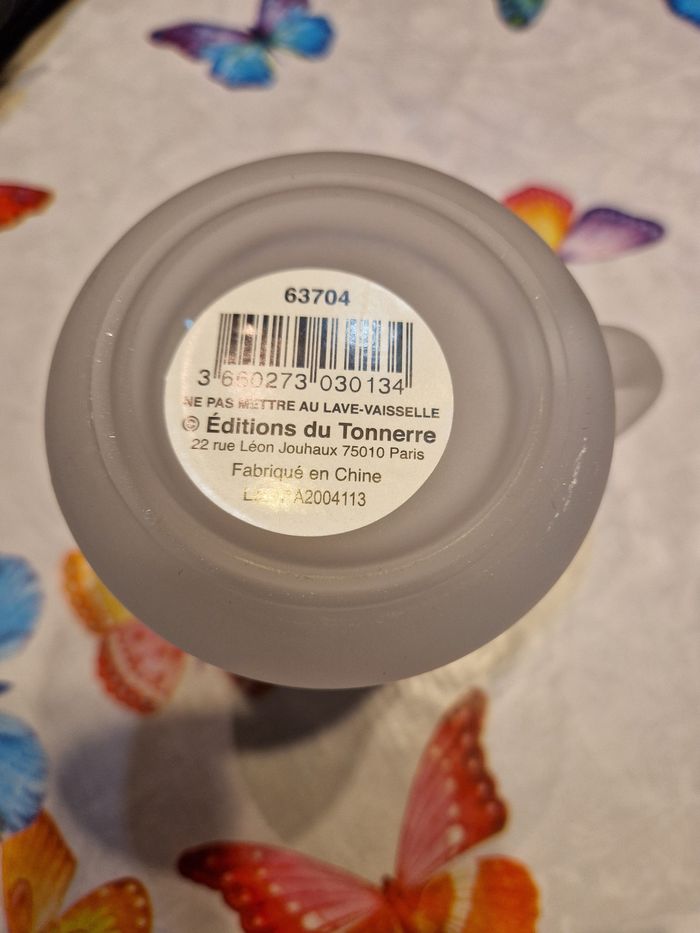 63704
3 660273 030134
NE PAS METTRE AU LAVE-VAISSELLE
© Éditions du Tonnerre
22 rue Léon Jouhaux 75010 Paris
Fabriqué en Chine
A2004113